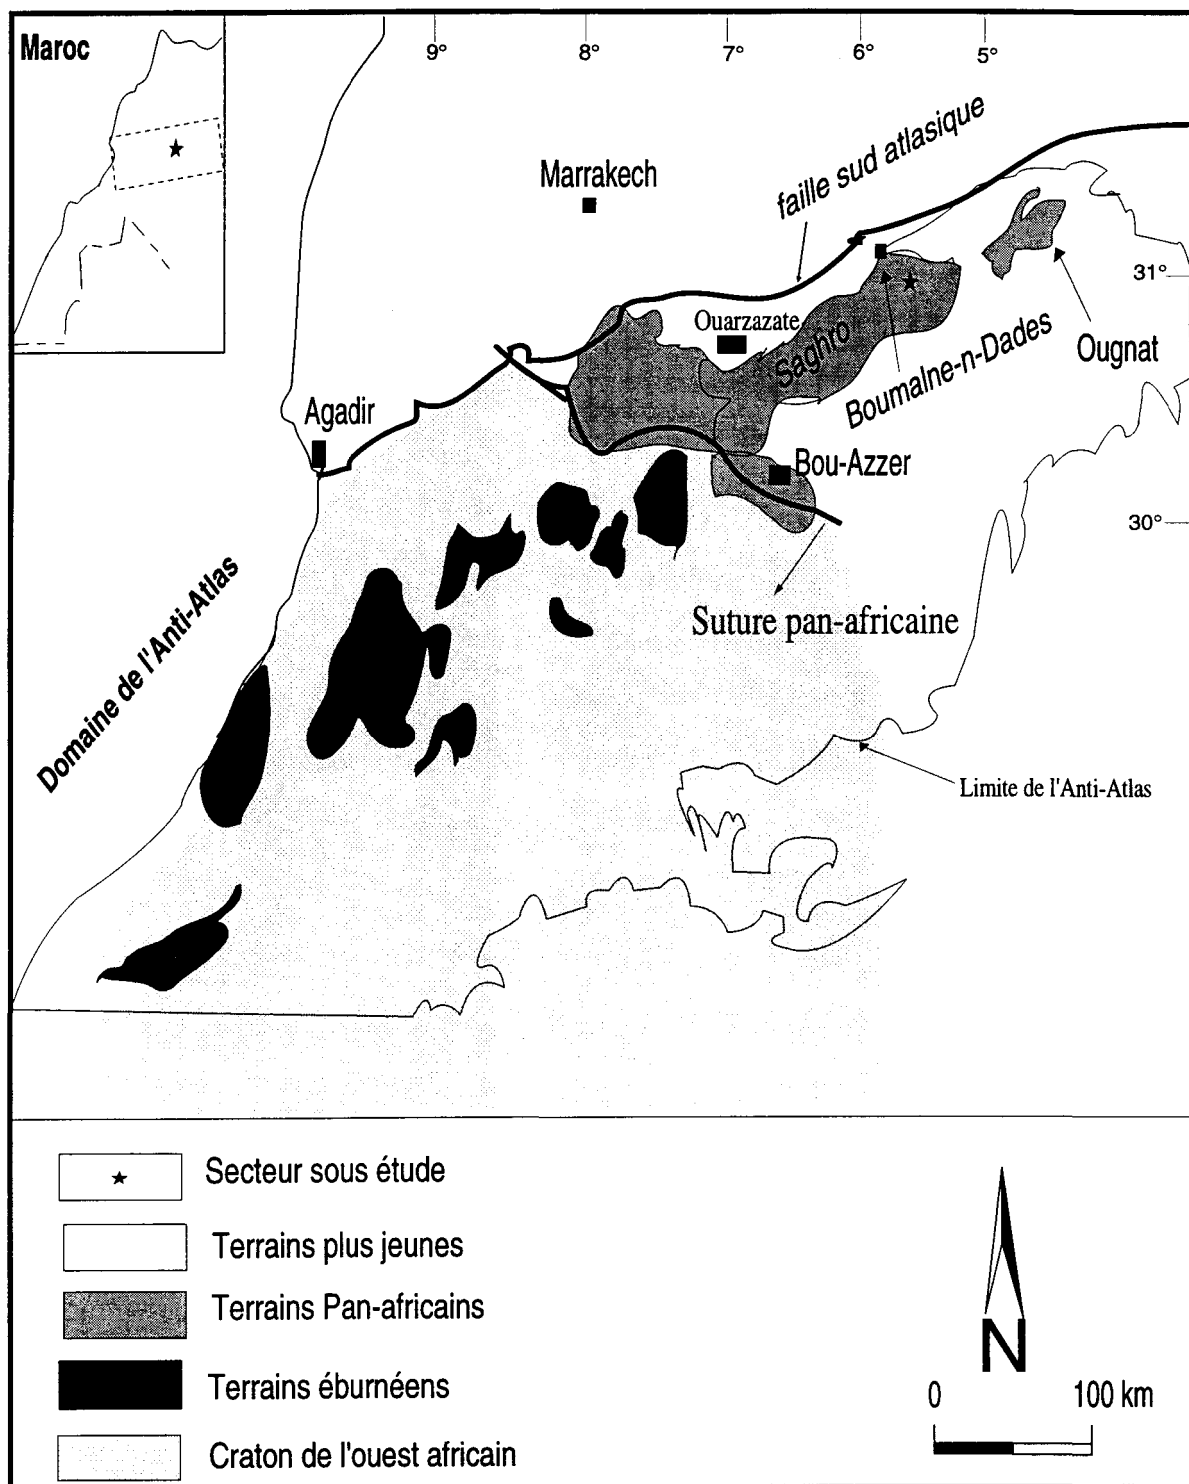 Maroc
9°
8°
7°
6°
5°
faille sud atlasique
Marrakech
31°
Ouarzazate
Saghro
Boumalne-n-Dades
Ougnat
Agadir
Bou-Azzer
30°
Suture pan-africaine
Domaine de l'Anti-Atlas
Limite de l'Anti-Atlas
Secteur sous étude
Terrains plus jeunes
Terrains Pan-africains
Terrains éburnéens
Craton de l'ouest africain
N
0 100 km